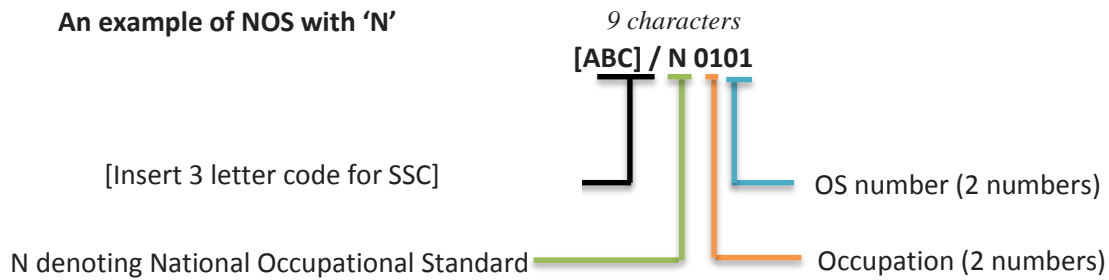 An example of NOS with ‘N’
9 characters
[ABC] / N 0101
[Insert 3 letter code for SSC]
OS number (2 numbers)
N denoting National Occupational Standard
Occupation (2 numbers)